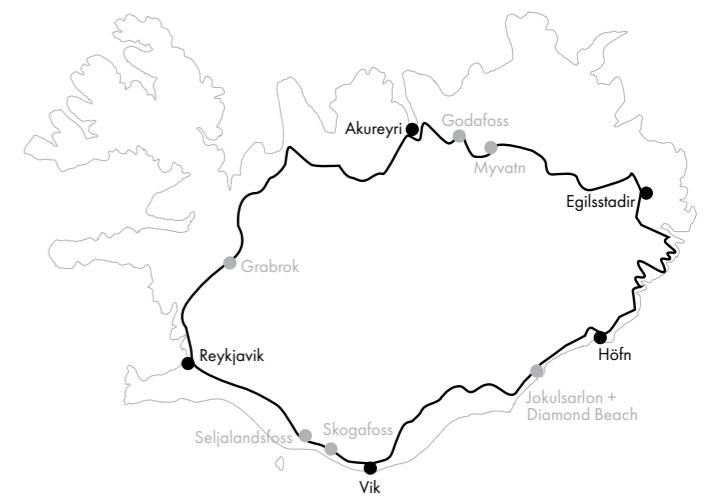 Godafoss
Akureyri
Myvatn
Egilsstadir
Grabrok
Reykjavik
Höfn
Jokulsarlon +
Diamond Beach
Skogafoss
Seljalandsfoss
Vik